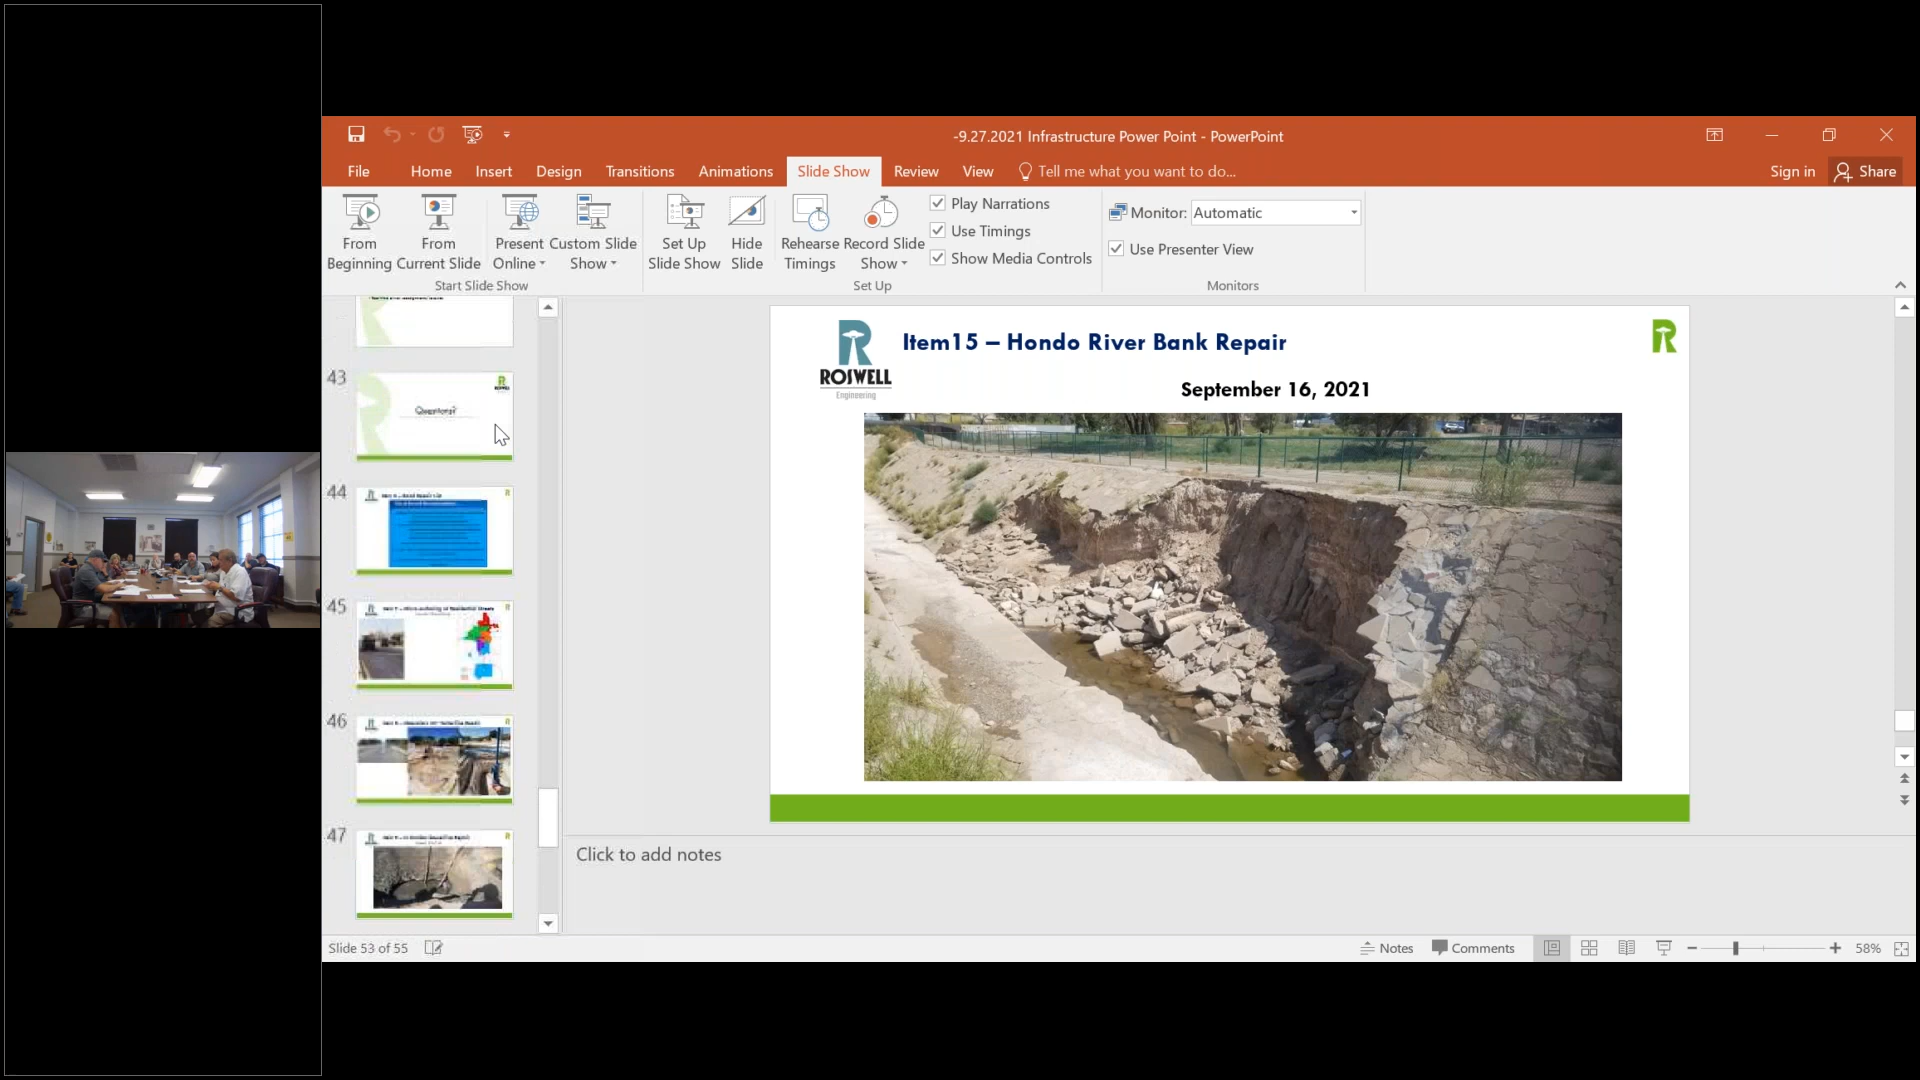 -9.27.2021 Infrastructure Power Point - PowerPoint
File Home Insert Design Transitions Animations Slide Show Review View Tell me what you want to do... Sign in Share
From Beginning
From Current Slide
Present Online
Custom Slide Show
Start Slide Show
Set Up Slide Show
Hide Slide
Rehearse Timings
Record Slide Show
Play Narrations
Use Timings
Show Media Controls
Set Up
Monitor: Automatic
Use Presenter View
Monitors
43
Questions?
44
45
46
47
R
ROSWELL
Engineering
Item15 – Hondo River Bank Repair
September 16, 2021
R
Click to add notes
Slide 53 of 55
Notes
Comments
58%